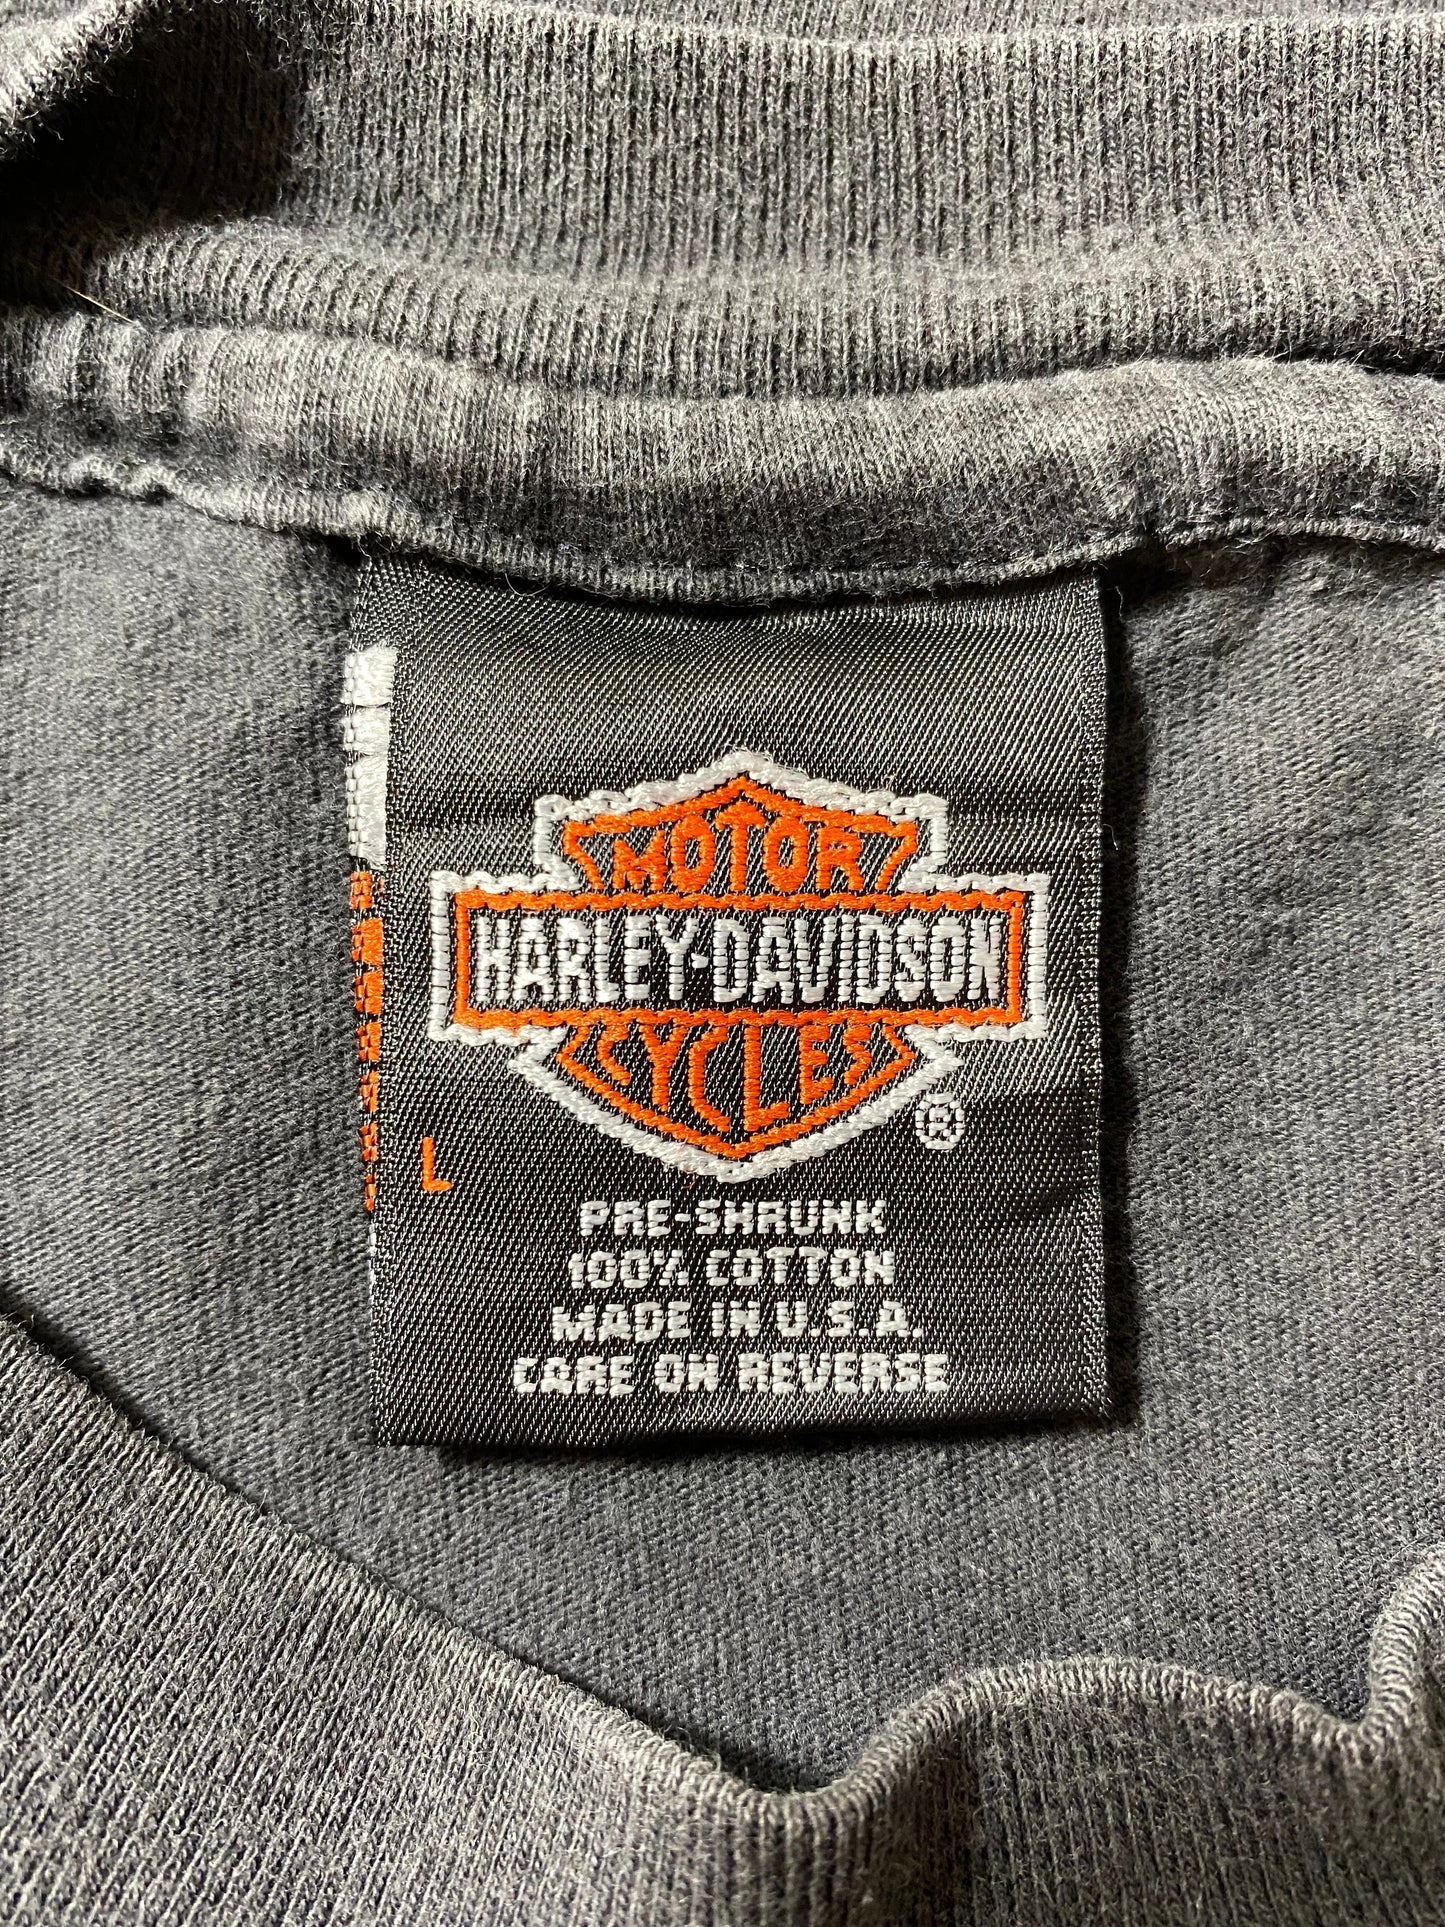 MOTOR
HARLEY-DAVIDSON
CYCLES
®
L
PRE-SHRUNK
100% COTTON
MADE IN U.S.A.
CARE ON REVERSE